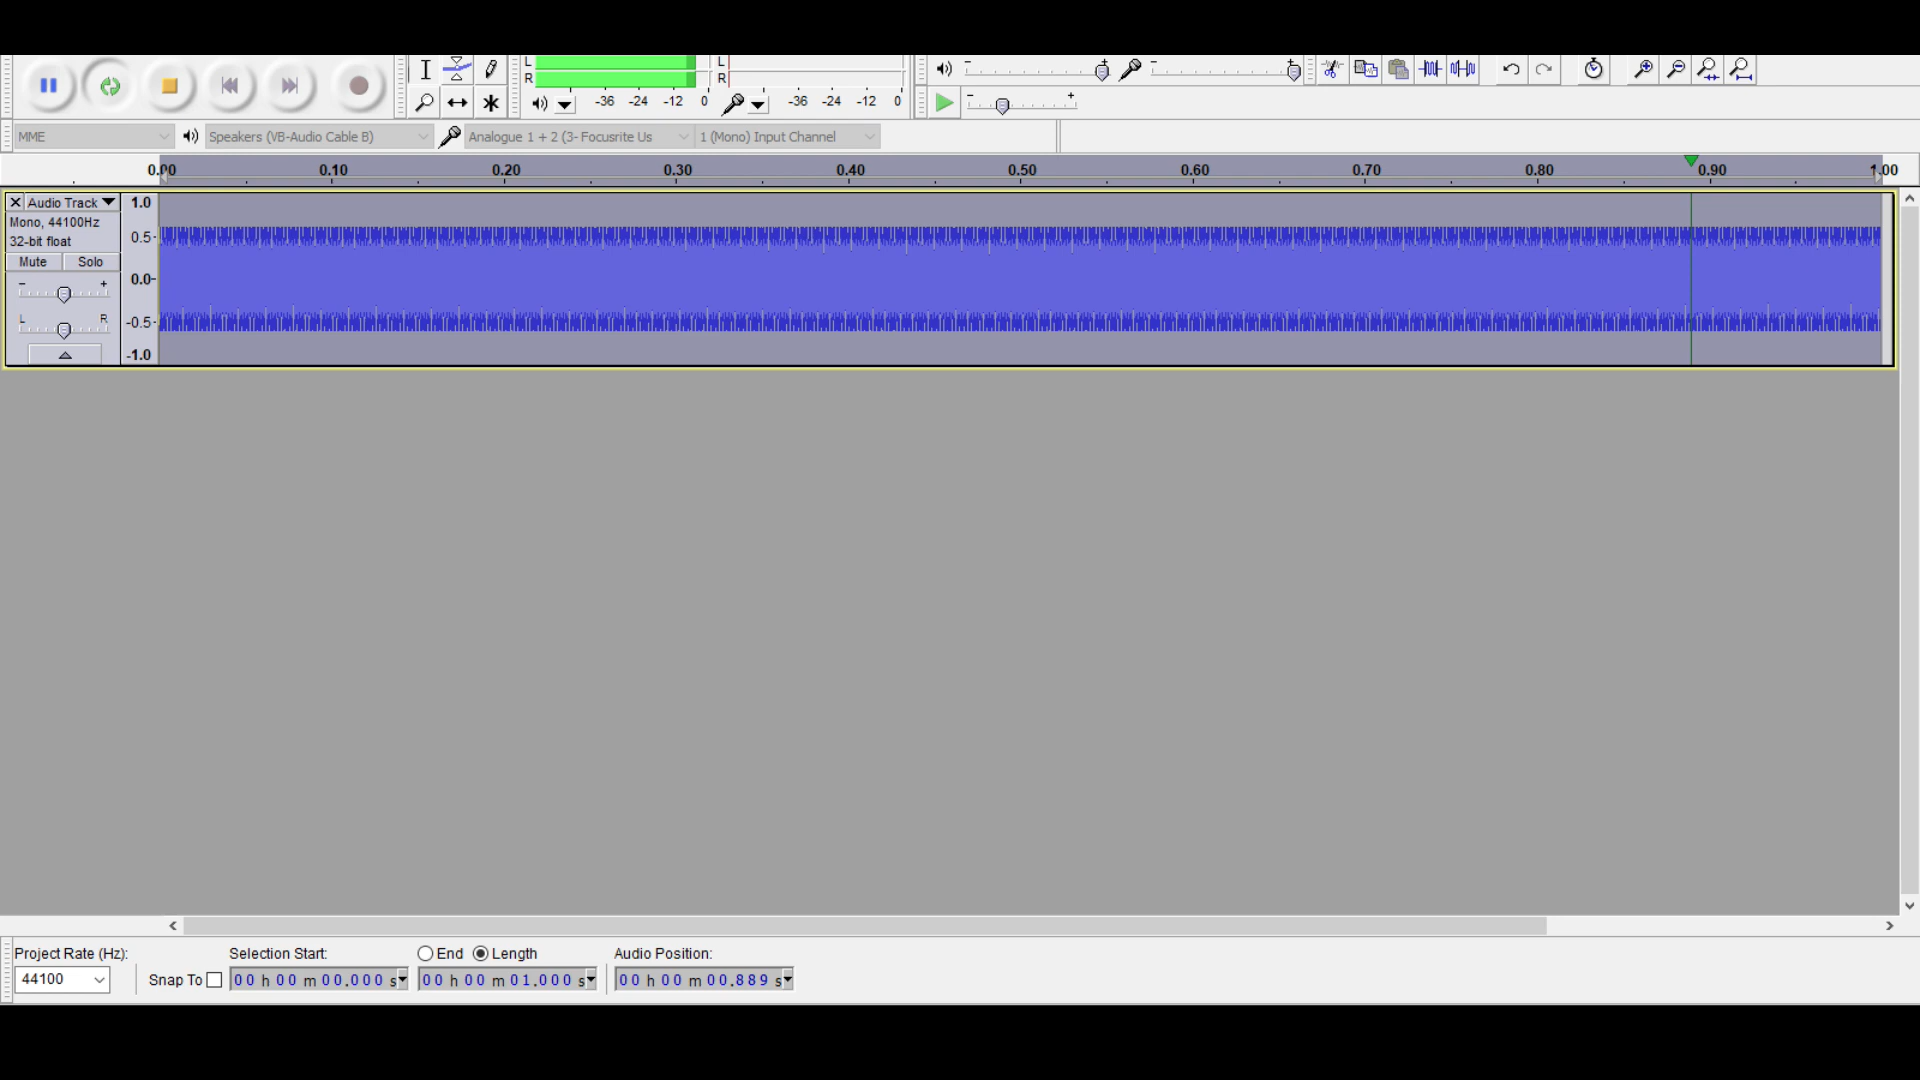 L
R
-36 -24 -12 0
L
R
-36 -24 -12 0
MME
Speakers (VB-Audio Cable B)
Analogue 1 + 2 (3- Focusrite Us
1 (Mono) Input Channel
0.00 0.10 0.20 0.30 0.40 0.50 0.60 0.70 0.80 0.90 1.00
Audio Track
Mono, 44100Hz
32-bit float
Mute Solo
- +
L R
1.0
0.5
0.0
-0.5
-1.0
Project Rate (Hz):
44100
Snap To
Selection Start:
00 h 00 m 00.000 s
End Length
00 h 00 m 01.000 s
Audio Position:
00 h 00 m 00.889 s